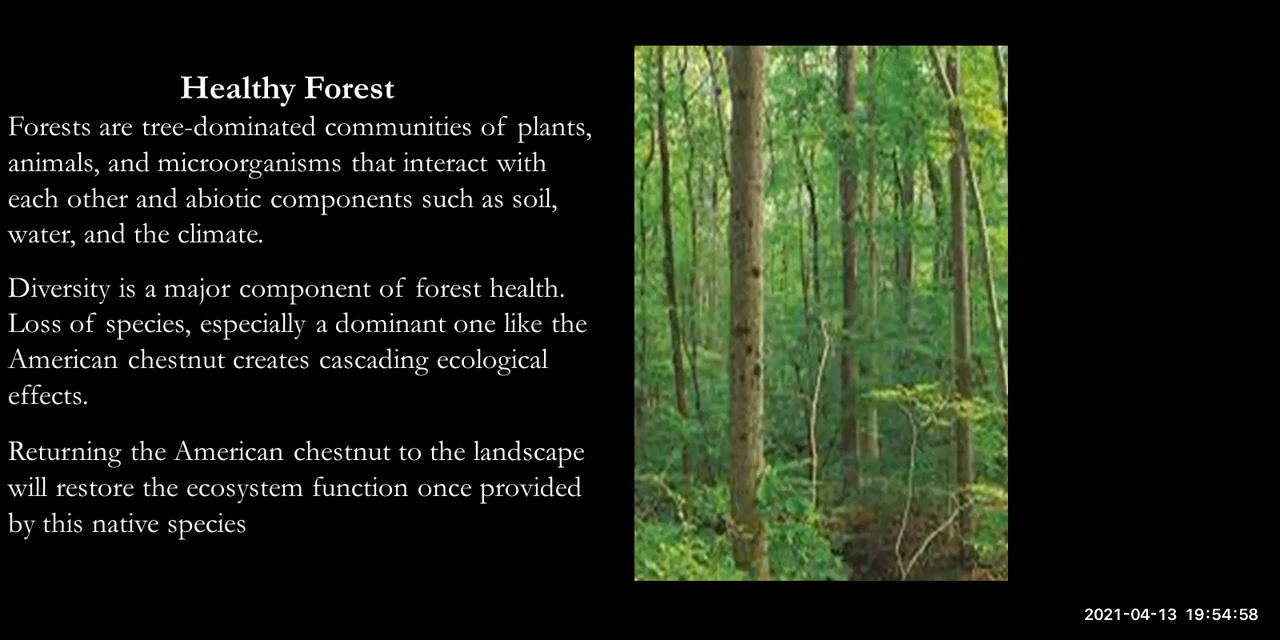 Healthy Forest
Forests are tree-dominated communities of plants,
animals, and microorganisms that interact with
each other and abiotic components such as soil,
water, and the climate.
Diversity is a major component of forest health.
Loss of species, especially a dominant one like the
American chestnut creates cascading ecological
effects.
Returning the American chestnut to the landscape
will restore the ecosystem function once provided
by this native species
2021-04-13 19:54:58